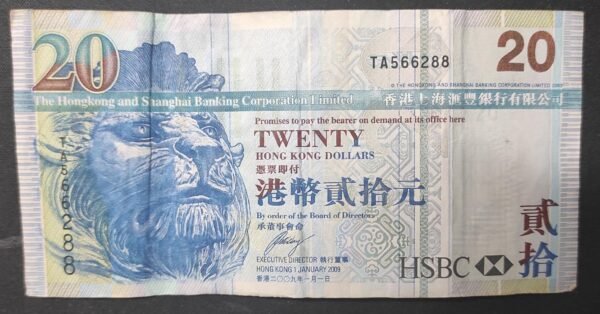 20
TA566288
20
© THE HONGKONG AND SHANGHAI BANKING CORPORATION LIMITED
The Hongkong and Shanghai Banking Corporation Limited
香港上海滙豐銀行有限公司
Promises to pay the bearer on demand at its office here
TWENTY
HONG KONG DOLLARS
憑票即付
港幣貳拾元
By order of the Board of Directors
承董事會命
EXECUTIVE DIRECTOR 執行董事
HONG KONG 1 JANUARY 2009
香港二〇〇九年一月一日
TA566288
HSBC
貳拾